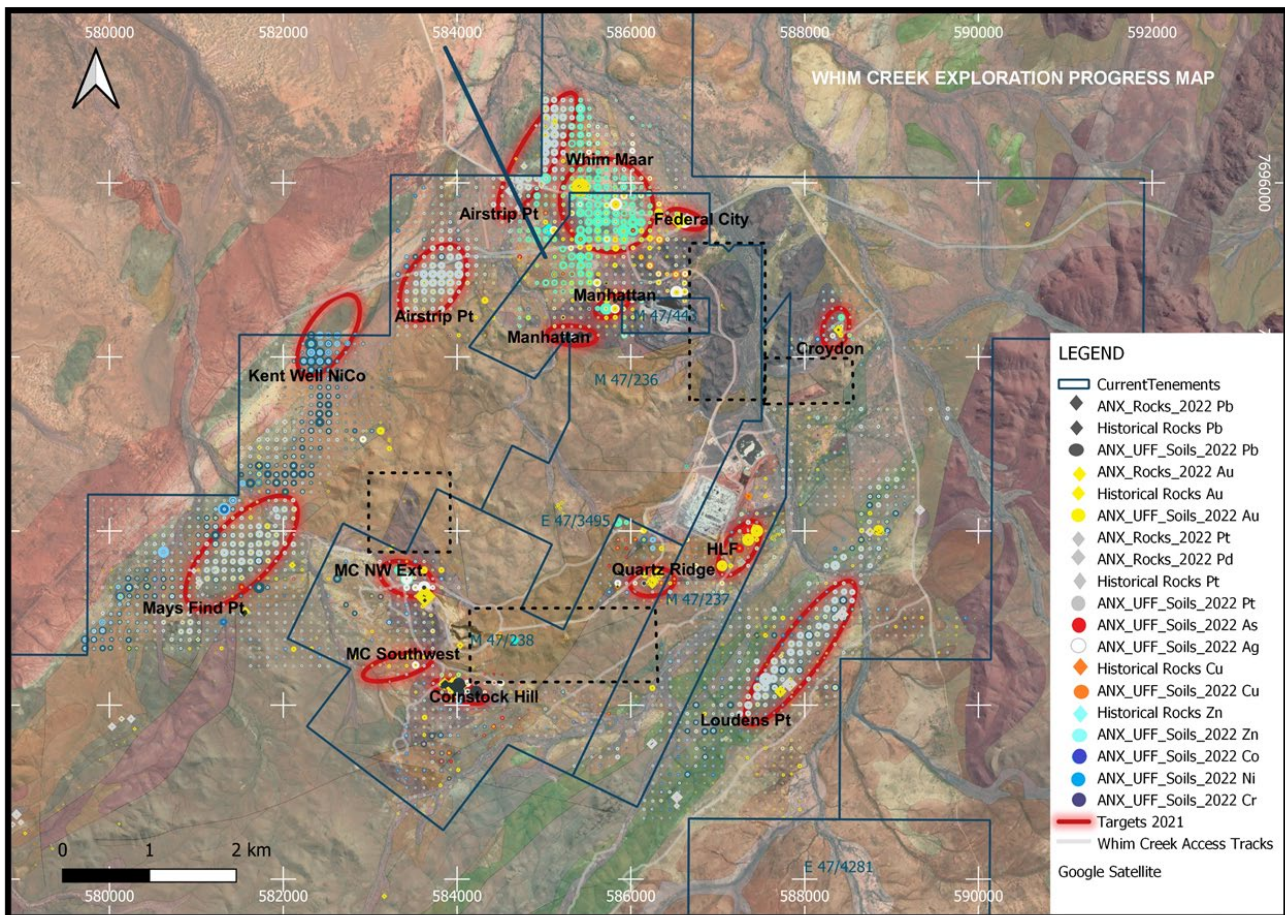 580000
582000
584000
586000
588000
590000
592000
WHIM CREEK EXPLORATION PROGRESS MAP
7696000
Whim Maar
Airstrip Pt
Federal City
Airstrip Pt
Manhattan
M 47/443
Manhattan
Croydon
Kent Well NiCo
M 47/236
E 47/3495
HLF
MC NW Ext
Quartz Ridge
M 47/237
Mays Find Pt
M 47/238
MC Southwest
Cornstock Hill
Loudens Pt
E 47/4281
LEGEND
CurrentTenements
ANX_Rocks_2022 Pb
Historical Rocks Pb
ANX_UFF_Soils_2022 Pb
ANX_Rocks_2022 Au
Historical Rocks Au
ANX_UFF_Soils_2022 Au
ANX_Rocks_2022 Pt
ANX_Rocks_2022 Pd
Historical Rocks Pt
ANX_UFF_Soils_2022 Pt
ANX_UFF_Soils_2022 As
ANX_UFF_Soils_2022 Ag
Historical Rocks Cu
ANX_UFF_Soils_2022 Cu
Historical Rocks Zn
ANX_UFF_Soils_2022 Zn
ANX_UFF_Soils_2022 Co
ANX_UFF_Soils_2022 Ni
ANX_UFF_Soils_2022 Cr
Targets 2021
Whim Creek Access Tracks
Google Satellite
0 1 2 km
580000
582000
584000
586000
588000
590000